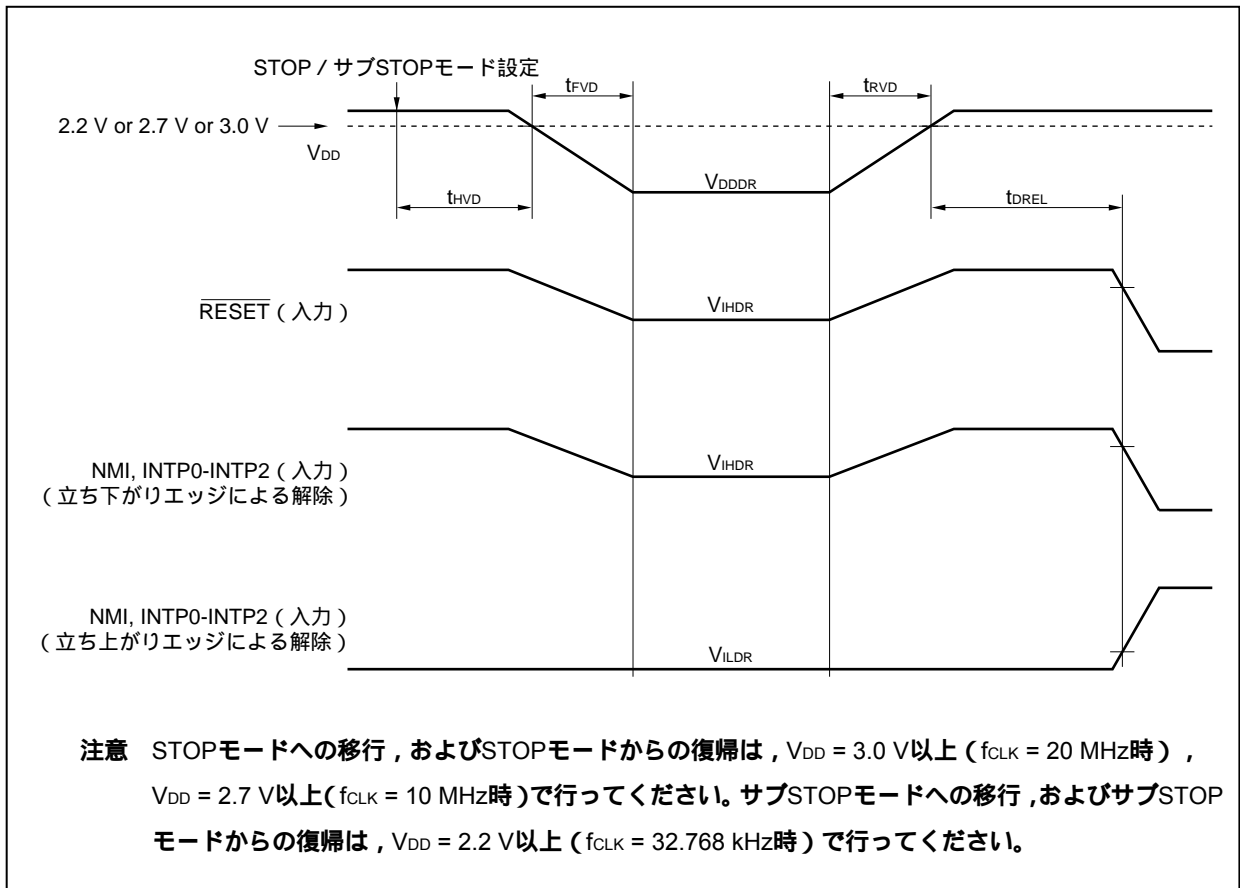 STOP / サブSTOPモード設定
tFVD
tRVD
2.2 V or 2.7 V or 3.0 V
VDD
VDDDR
tHVD
tDREL
RESET（入力）
VIHDR
NMI, INTP0-INTP2（入力）
（立ち下がりエッジによる解除）
VIHDR
NMI, INTP0-INTP2（入力）
（立ち上がりエッジによる解除）
VILDR
注意 STOPモードへの移行，およびSTOPモードからの復帰は，VDD = 3.0 V以上（fCLK = 20 MHz時），
VDD = 2.7 V以上（fCLK = 10 MHz時）で行ってください。サブSTOPモードへの移行，およびサブSTOP
モードからの復帰は，VDD = 2.2 V以上（fCLK = 32.768 kHz時）で行ってください。